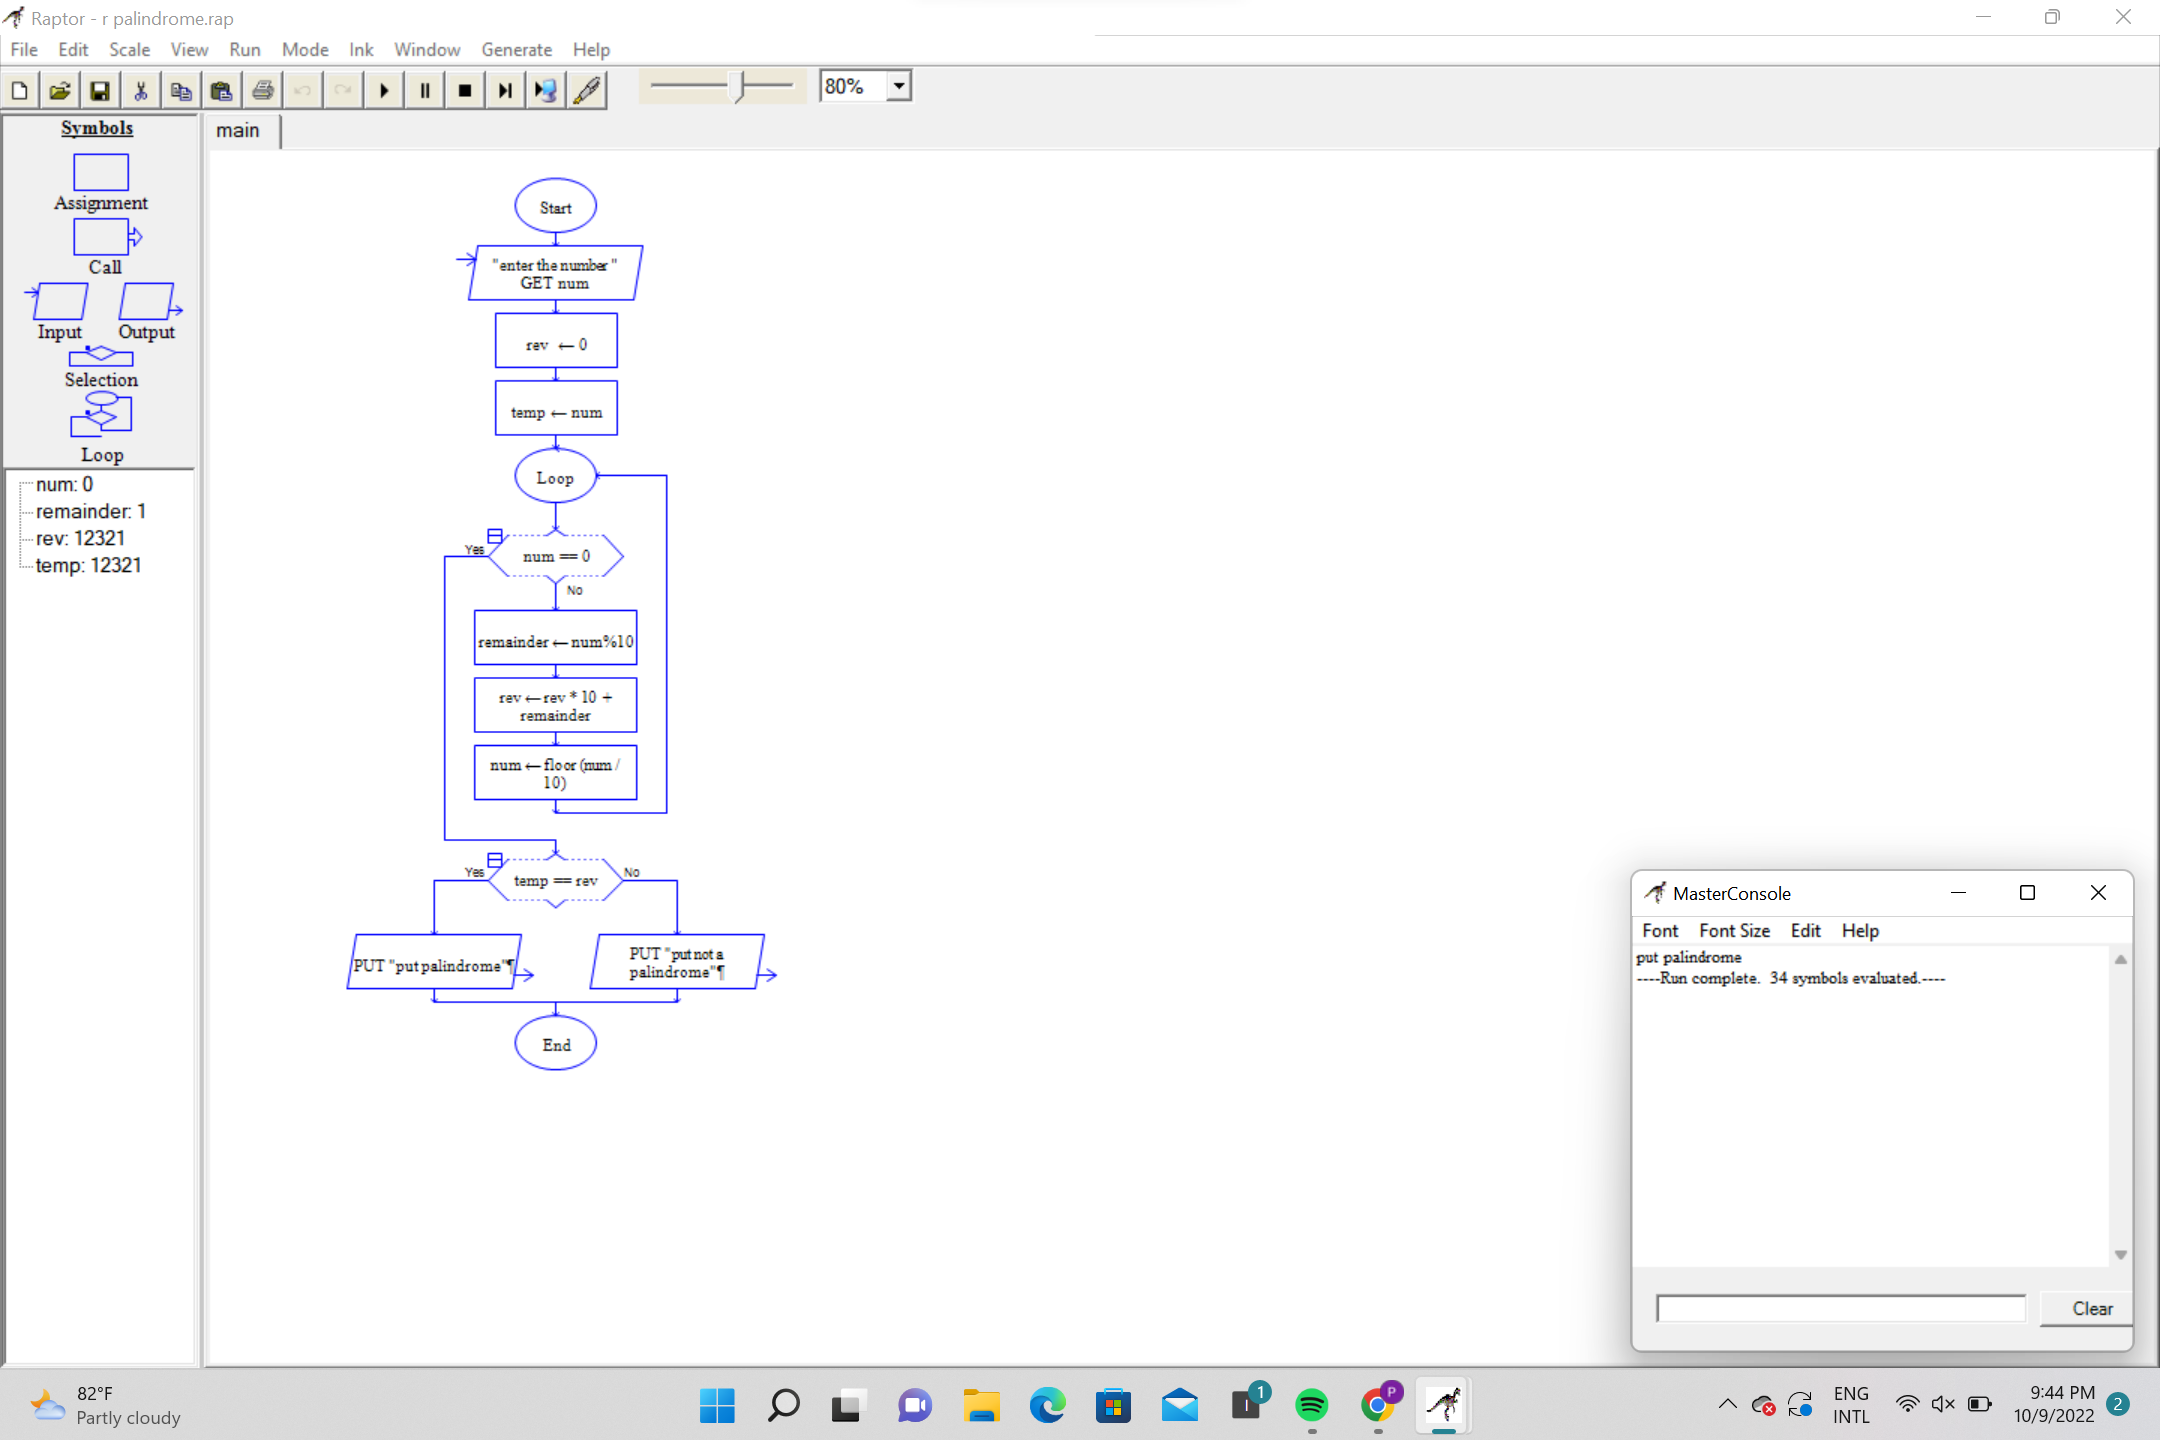 Raptor - r palindrome.rap
File Edit Scale View Run Mode Ink Window Generate Help
80%
Symbols
Assignment
Call
Input Output
Selection
Loop
num: 0
remainder: 1
rev: 12321
temp: 12321
main
Start
"enter the number "
GET num
rev ← 0
temp ← num
Loop
Yes
num == 0
No
remainder ← num%10
rev ← rev * 10 +
remainder
num ← floor (num /
10)
Yes
temp == rev
No
PUT "put palindrome"¶
PUT "put not a
palindrome"¶
End
MasterConsole
Font Font Size Edit Help
put palindrome
----Run complete.  34 symbols evaluated.----
Clear
82°F
Partly cloudy
1
P
ENG
INTL
9:44 PM
10/9/2022
2